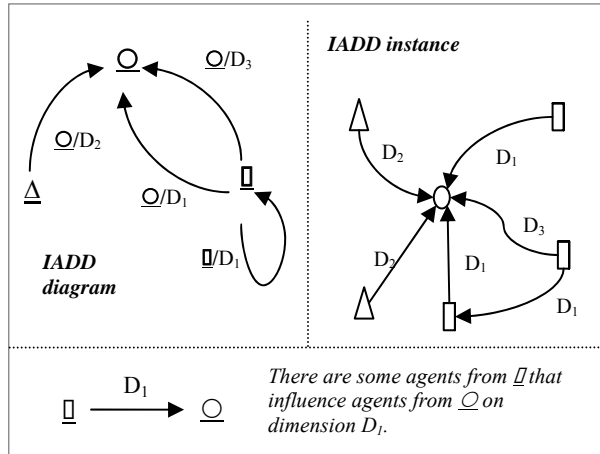 IADD instance
○/D3
○/D2
○/D1
Δ
▯/D1
IADD
diagram
D2
D1
D3
D2
D1
D1
D1
There are some agents from ▯ that
influence agents from ○ on
dimension D1.